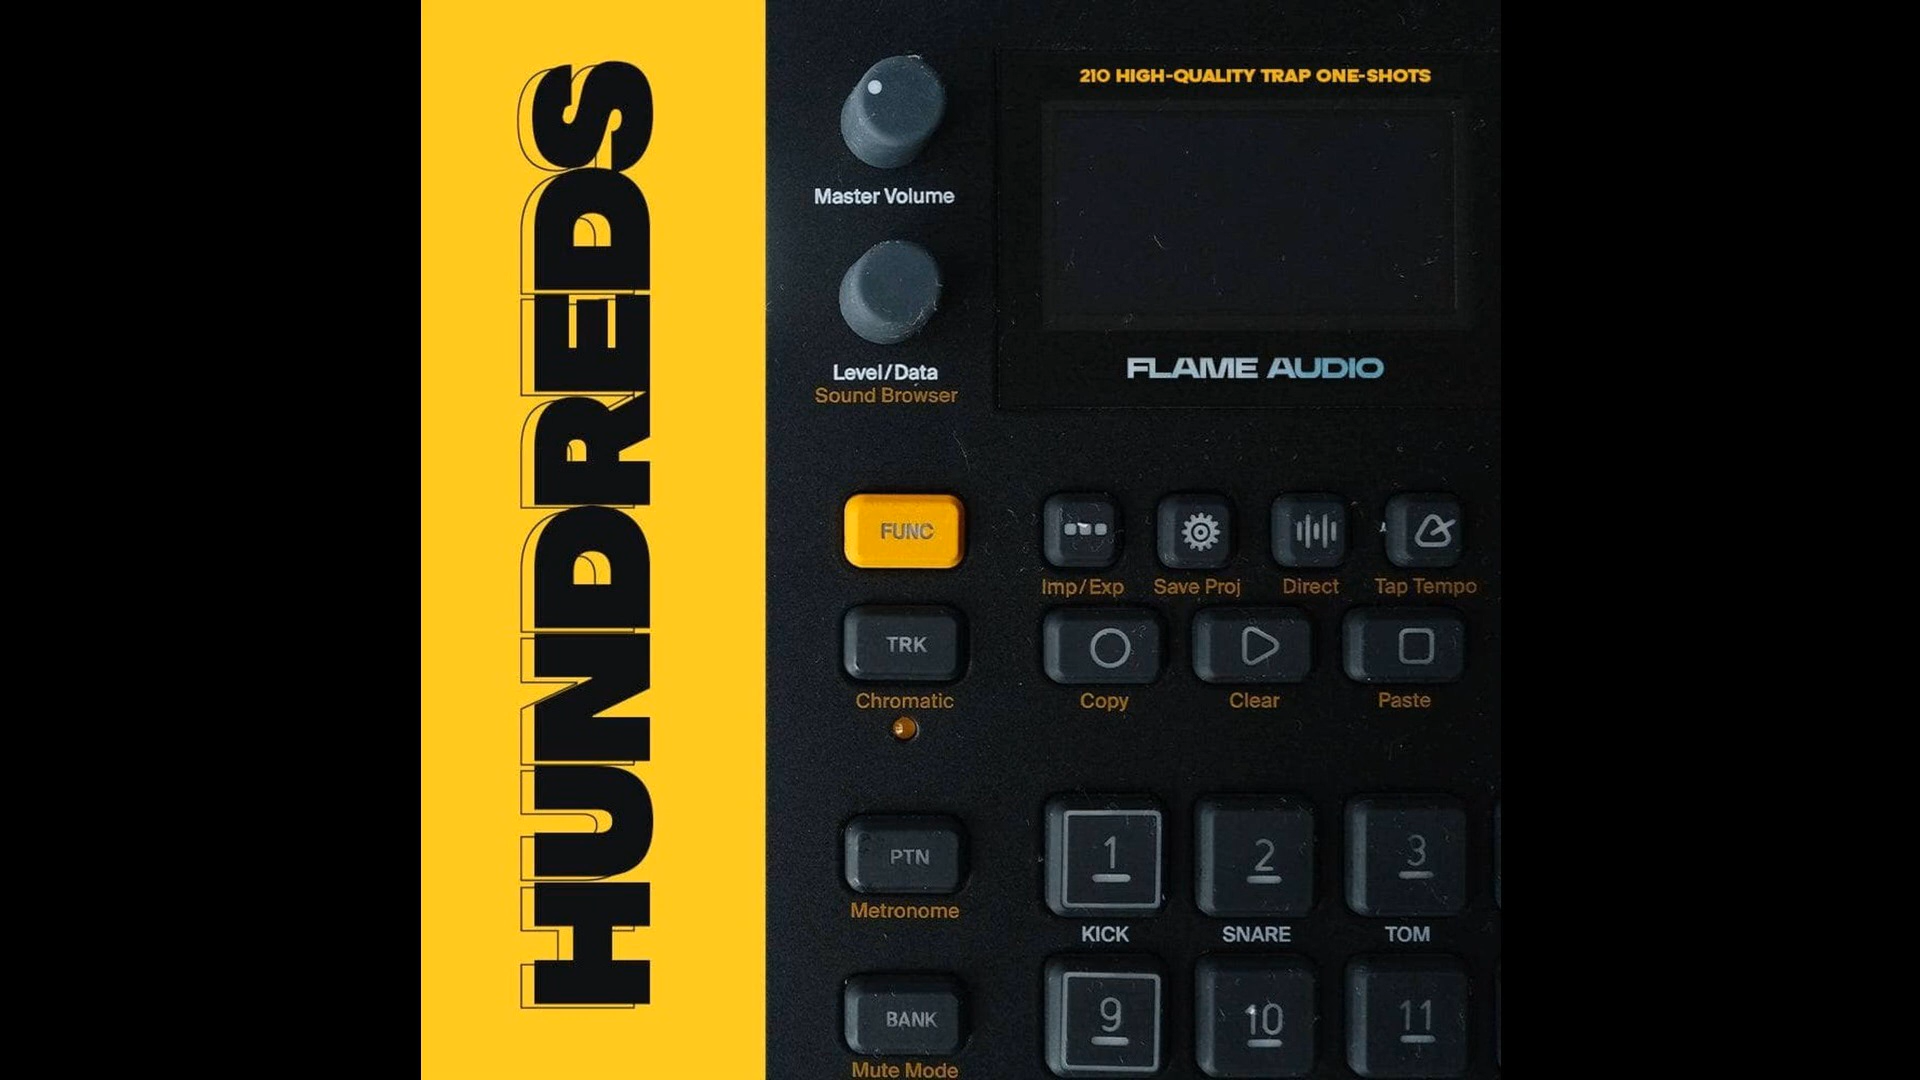 HUNDREDS
210 HIGH-QUALITY TRAP ONE-SHOTS
Master Volume
Level/Data
Sound Browser
FLAME AUDIO
FUNC
Imp/Exp
Save Proj
Direct
Tap Tempo
TRK
Chromatic
Copy
Clear
Paste
PTN
Metronome
1
2
3
KICK
SNARE
TOM
BANK
Mute Mode
9
10
11